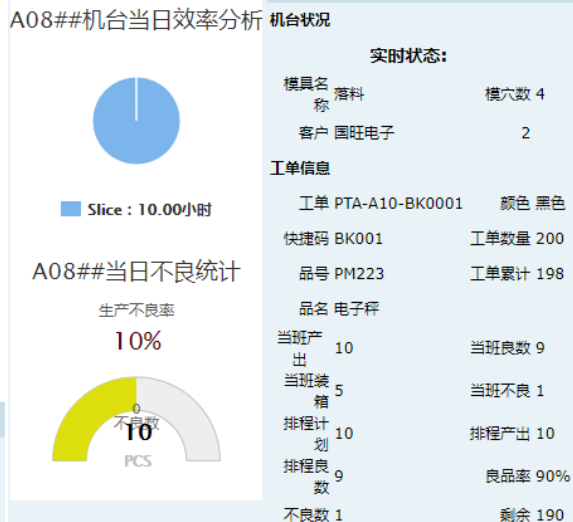 A08##机台当日效率分析
Slice : 10.00小时
A08##当日不良统计
生产不良率
10%
0
不良数
10
PCS
机台状况
实时状态:
模具名称 落料 模穴数 4
客户 国旺电子 2
工单信息
工单 PTA-A10-BK0001 颜色 黑色
快捷码 BK001 工单数量 200
品号 PM223 工单累计 198
品名 电子秤
当班产出 10 当班良数 9
当班装箱 5 当班不良 1
排程计划 10 排程产出 10
排程良数 9 良品率 90%
不良数 1 剩余 190